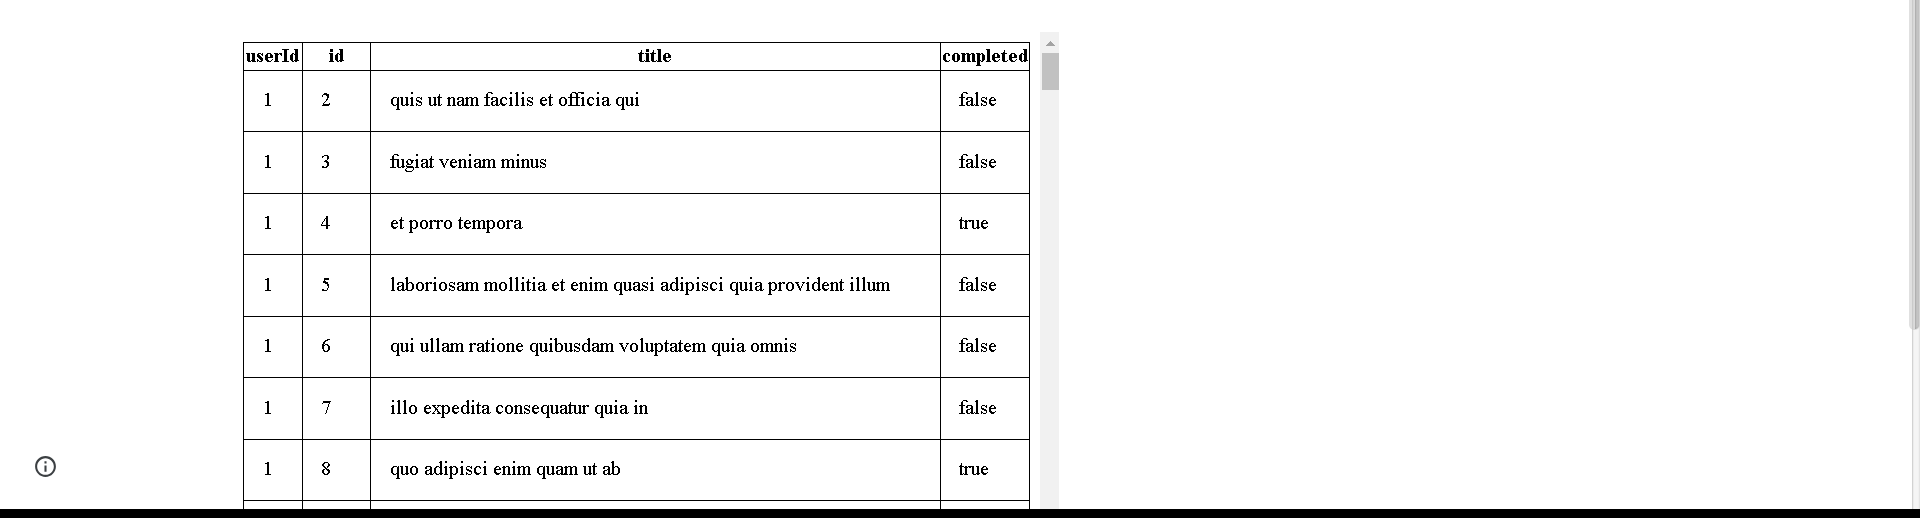 userId id title completed
1 2 quis ut nam facilis et officia qui false
1 3 fugiat veniam minus false
1 4 et porro tempora true
1 5 laboriosam mollitia et enim quasi adipisci quia provident illum false
1 6 qui ullam ratione quibusdam voluptatem quia omnis false
1 7 illo expedita consequatur quia in false
1 8 quo adipisci enim quam ut ab true